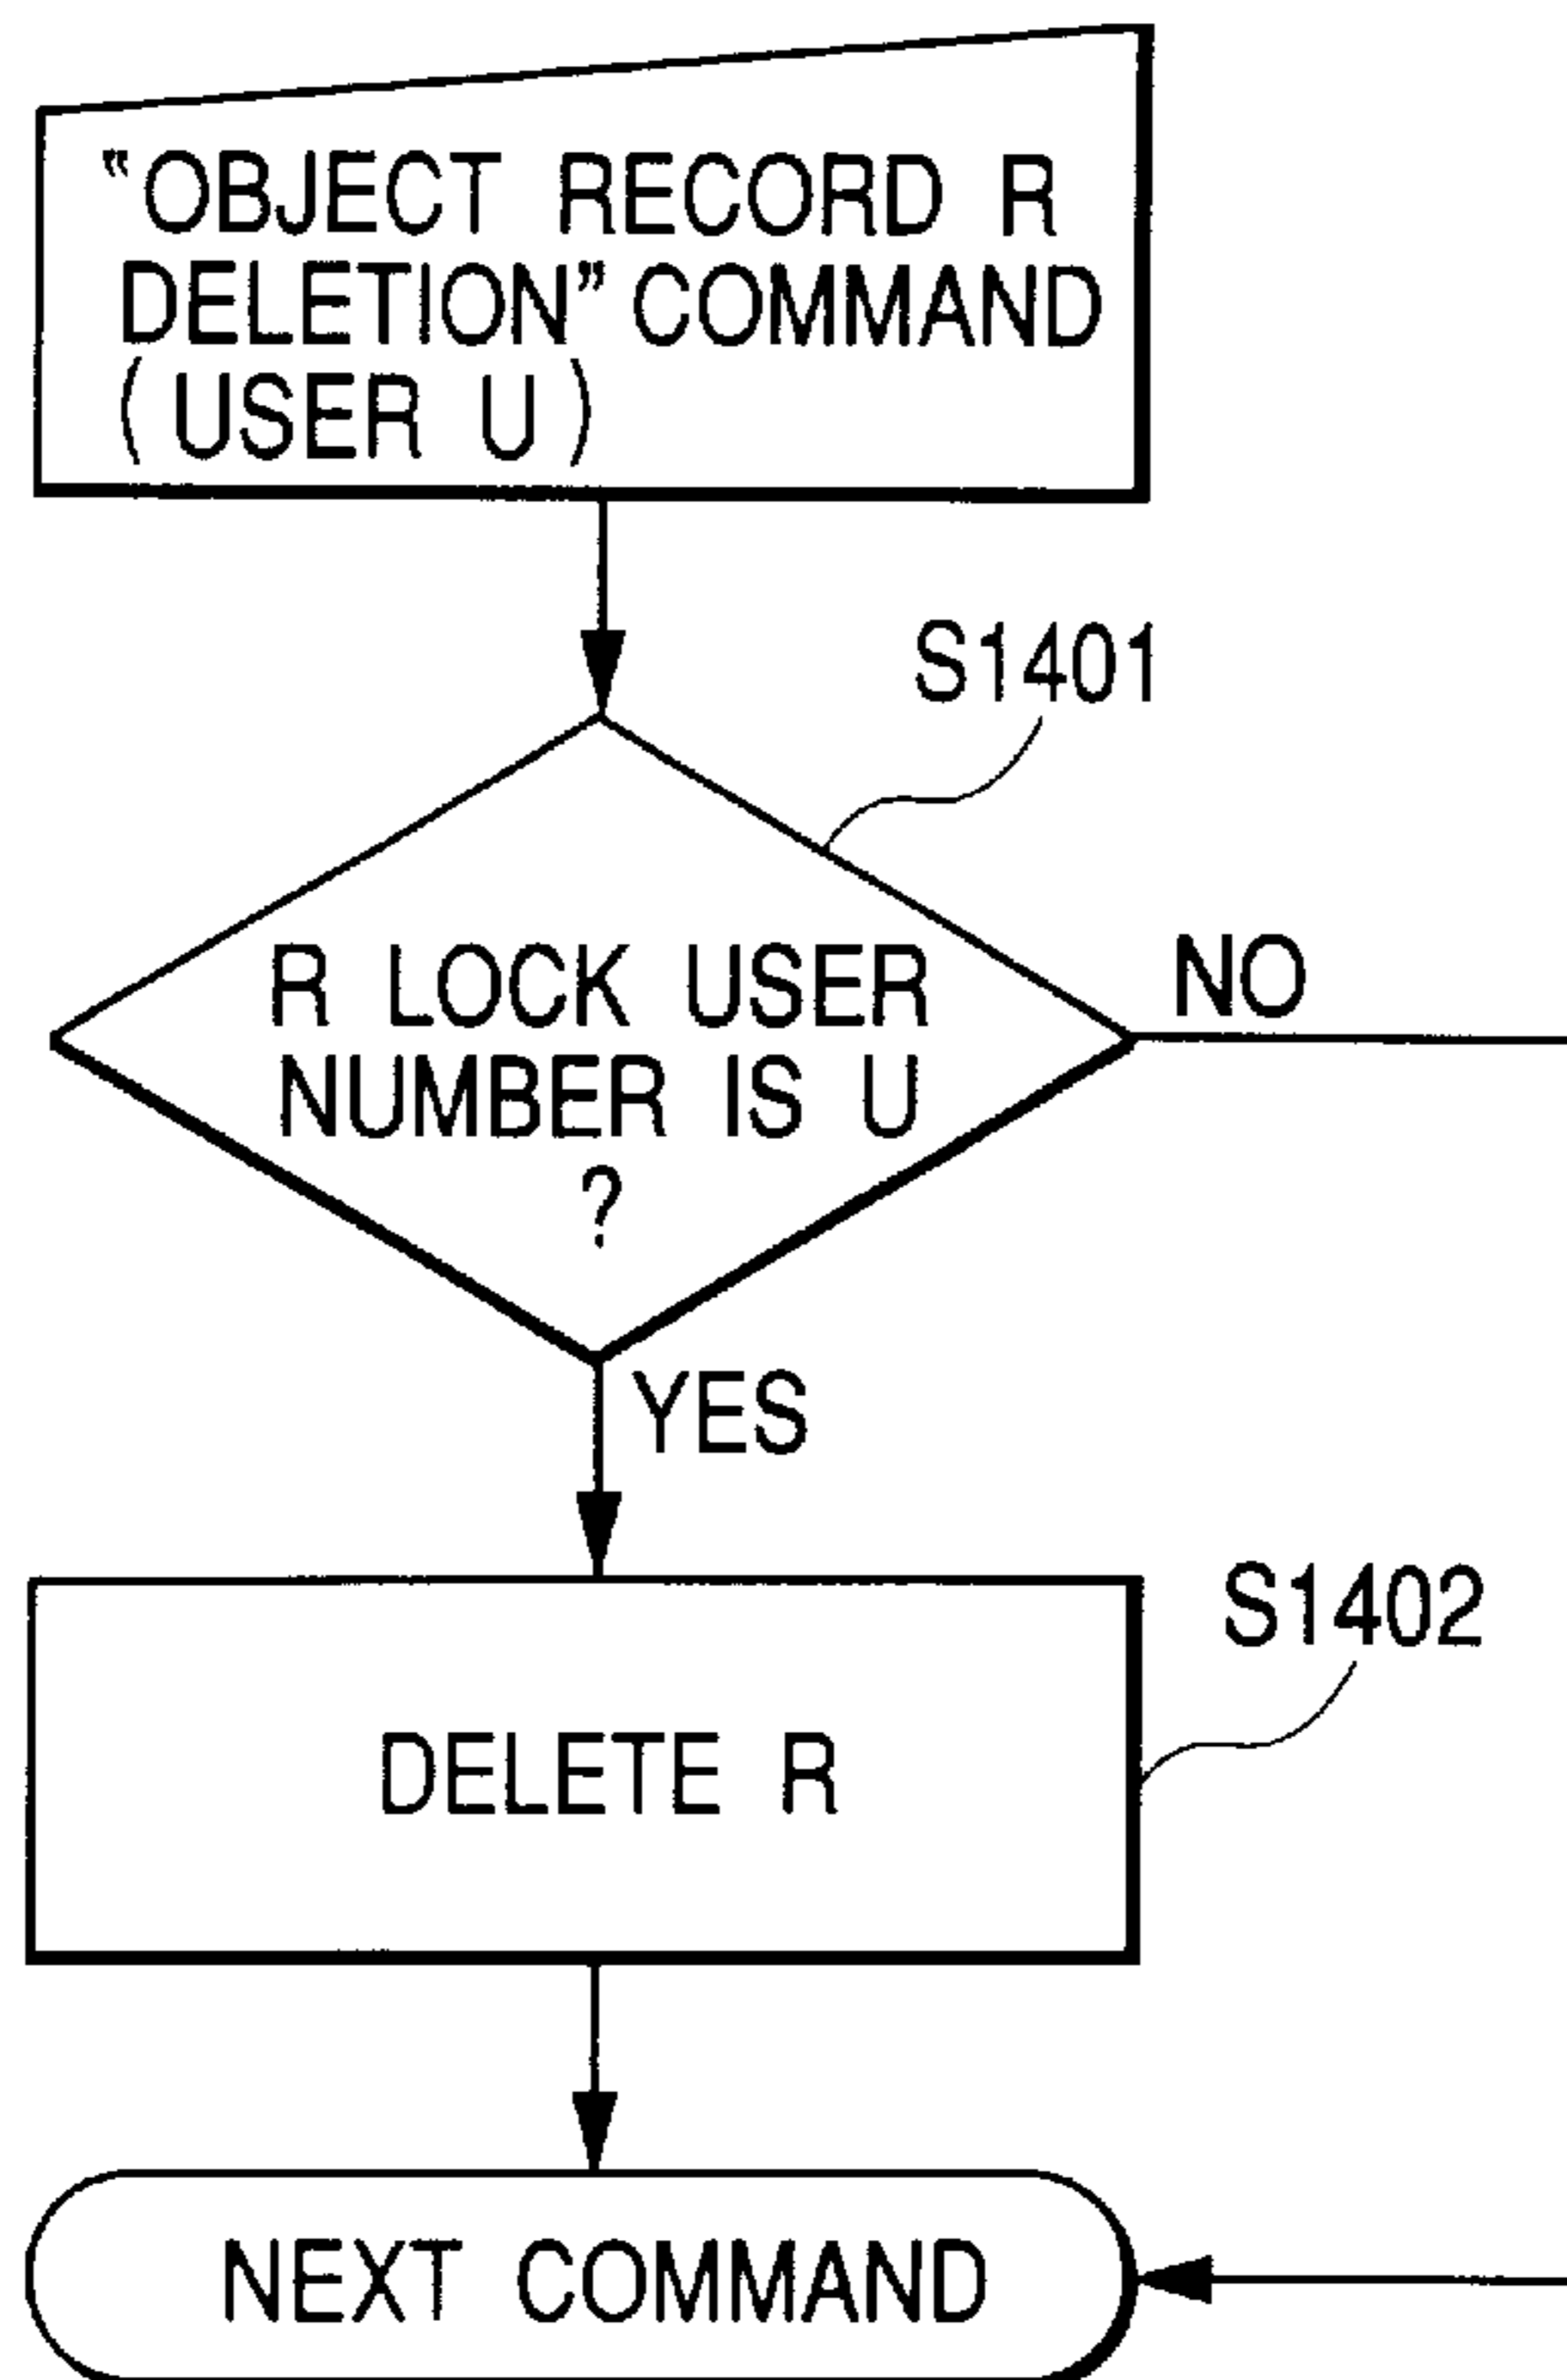 “OBJECT RECORD R
DELETION” COMMAND
(USER U)
S1401
R LOCK USER
NUMBER IS U
?
NO
YES
S1402
DELETE R
NEXT COMMAND